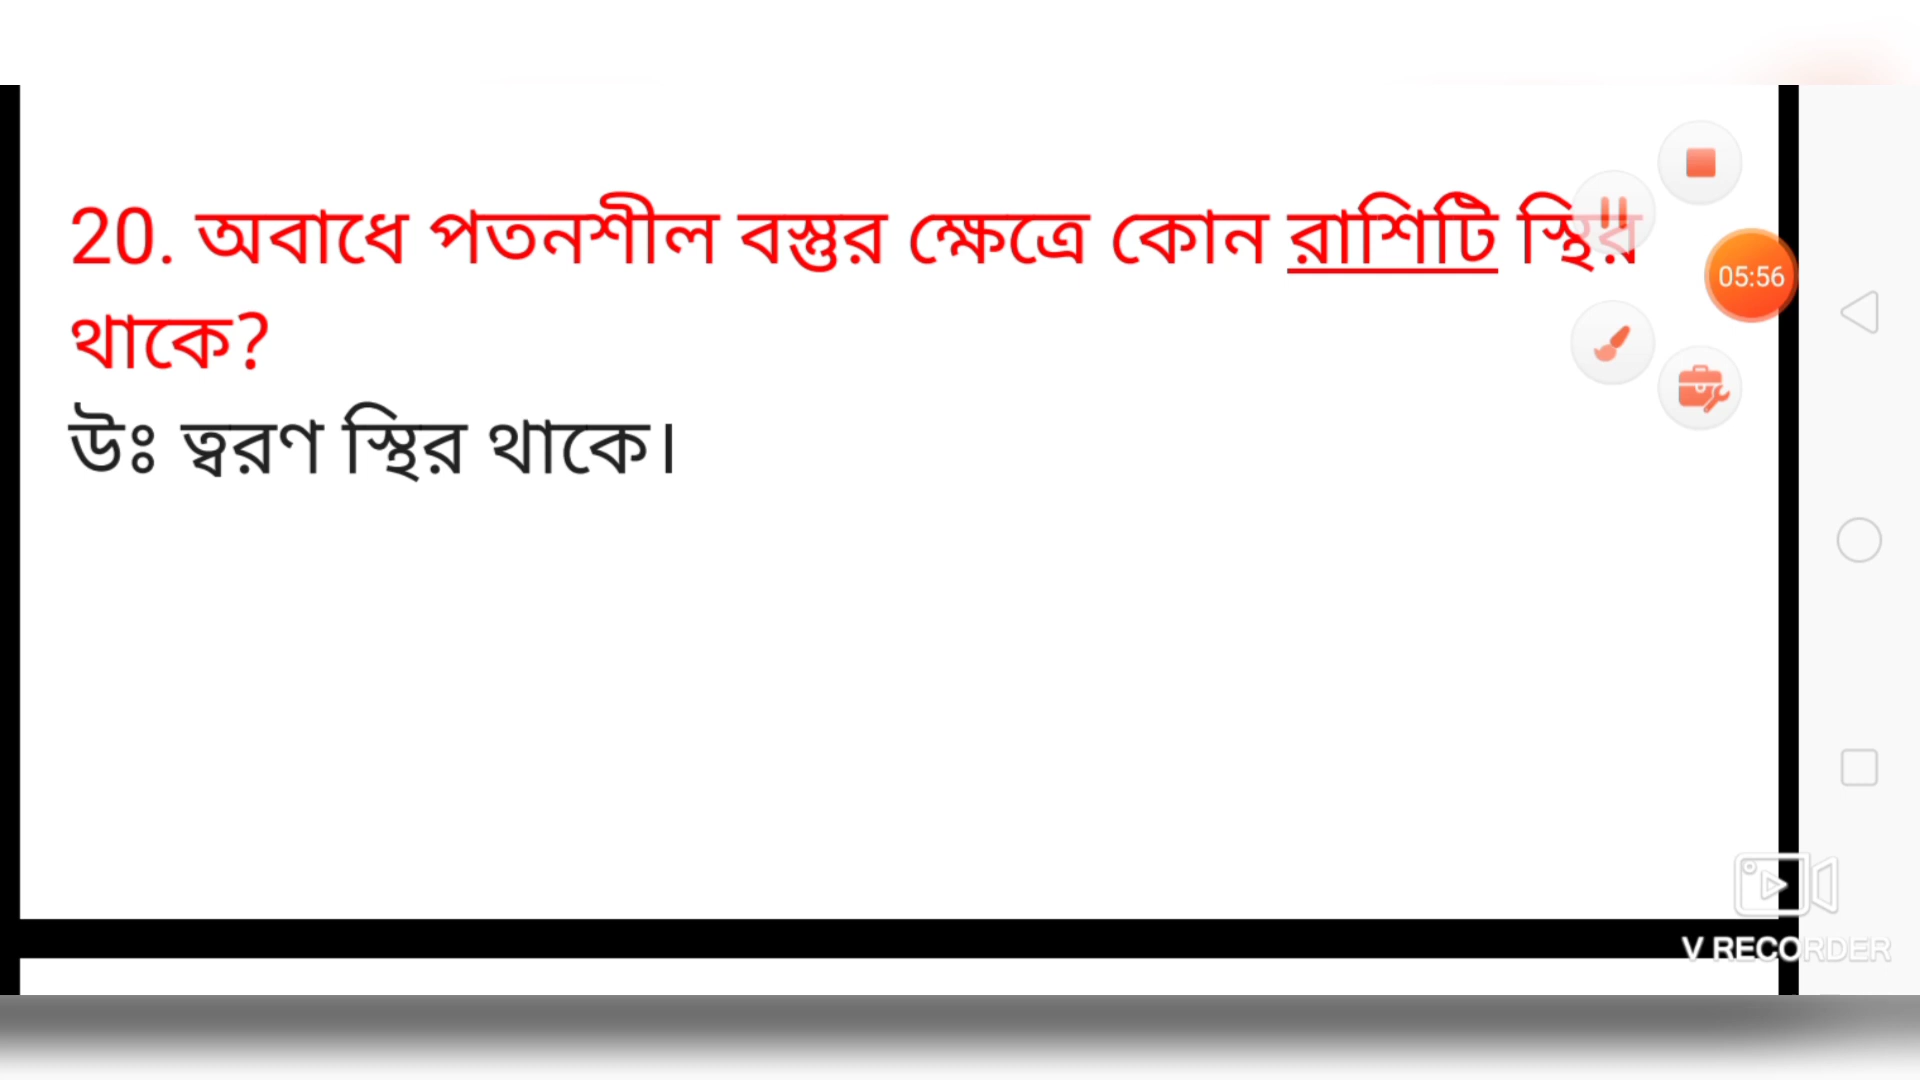 20. অবাধে পতনশীল বস্তুর ক্ষেত্রে কোন রাশিটি স্থির
থাকে?
উঃ ত্বরণ স্থির থাকে।
05:56
V RECORDER